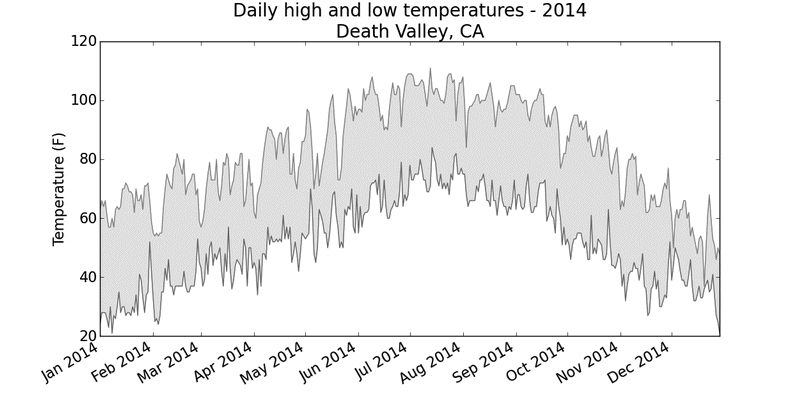 Daily high and low temperatures - 2014
Death Valley, CA
Temperature (F)
120
100
80
60
40
20
Jan 2014
Feb 2014
Mar 2014
Apr 2014
May 2014
Jun 2014
Jul 2014
Aug 2014
Sep 2014
Oct 2014
Nov 2014
Dec 2014